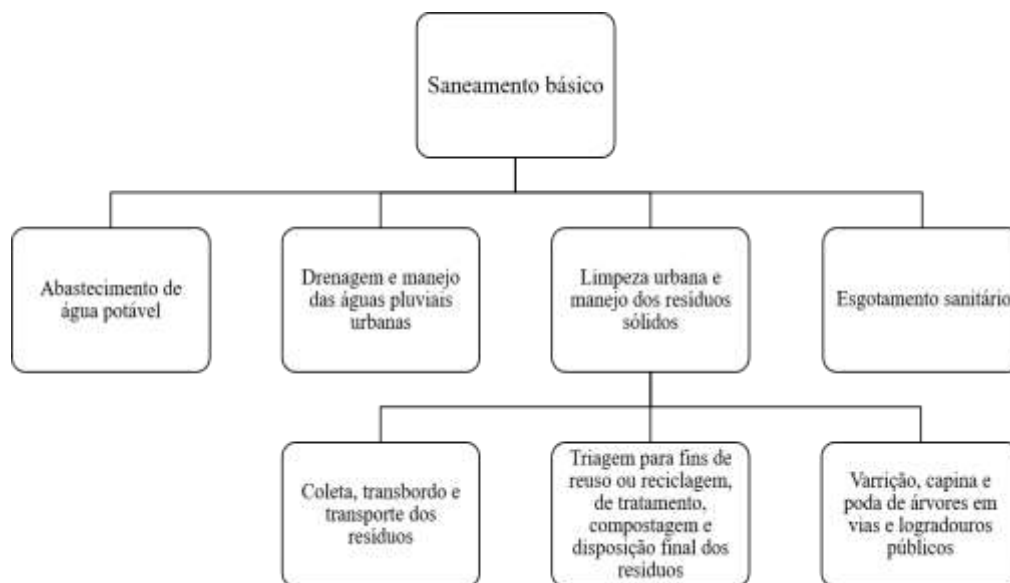 Saneamento básico
Abastecimento de
água potável
Drenagem e manejo
das águas pluviais
urbanas
Limpeza urbana e
manejo dos resíduos
sólidos
Esgotamento sanitário
Coleta, transbordo e
transporte dos
resíduos
Triagem para fins de
reuso ou reciclagem,
de tratamento,
compostagem e
disposição final dos
resíduos
Varrição, capina e
poda de árvores em
vias e logradouros
públicos